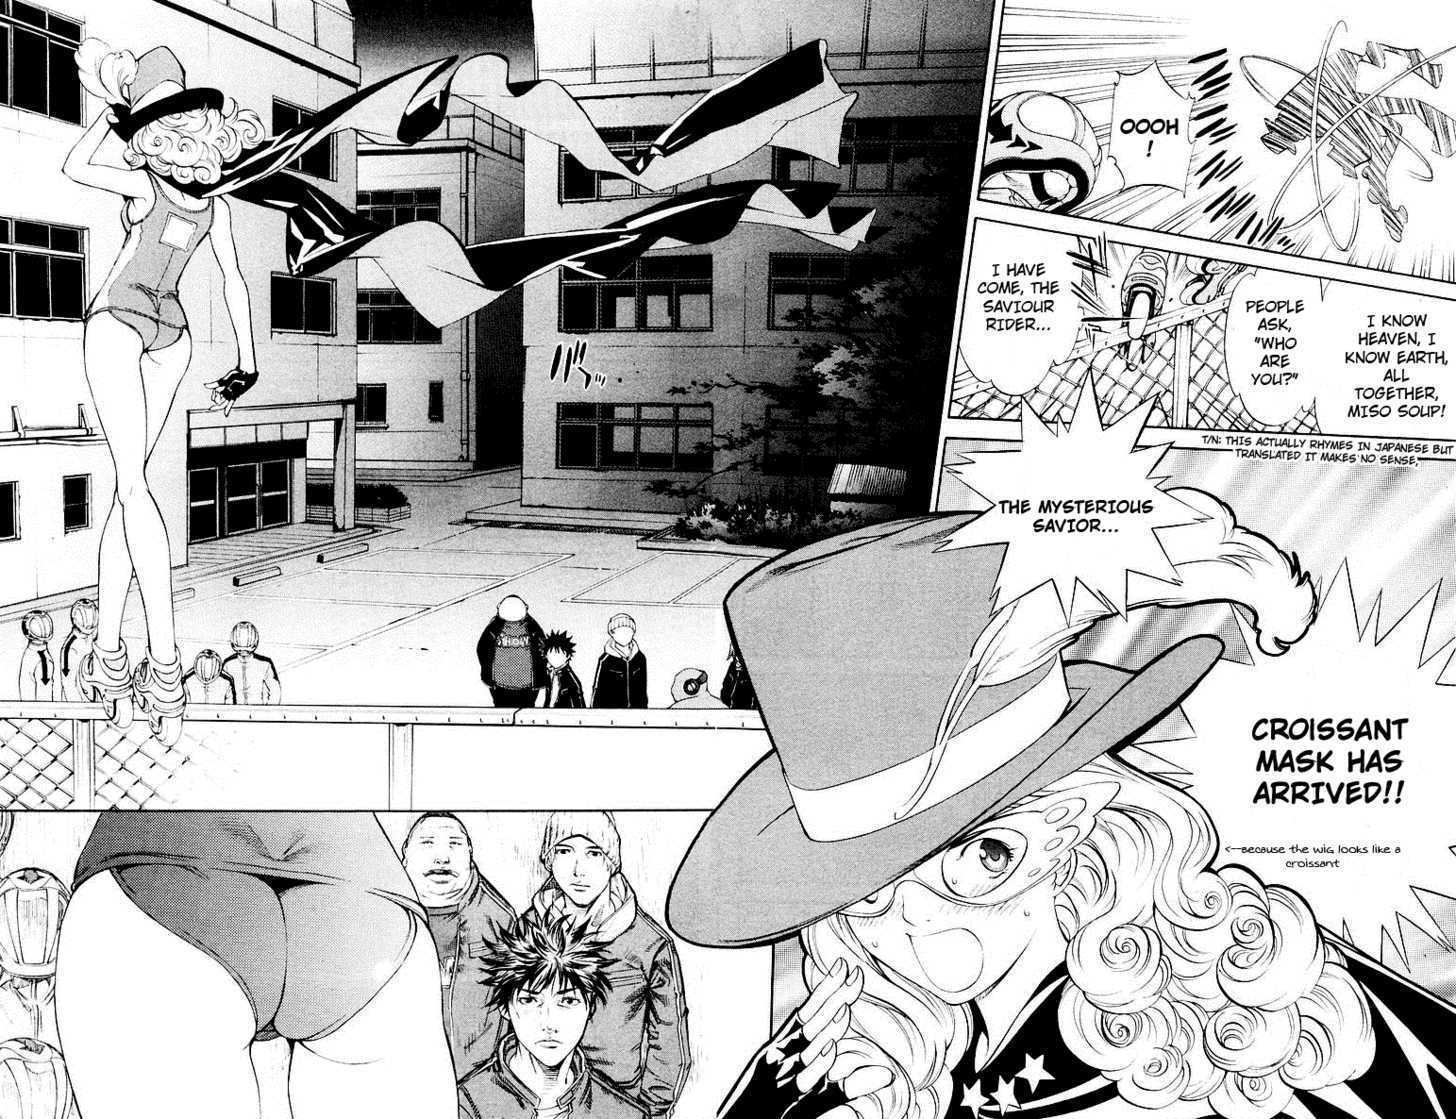 OOOH
!
I KNOW
HEAVEN, I
KNOW EARTH,
ALL
TOGETHER,
MISO SOUP!
PEOPLE
ASK,
"WHO
ARE
YOU?"
I HAVE
COME, THE
SAVIOUR
RIDER...
T/N: THIS ACTUALLY RHYMES IN JAPANESE BUT
TRANSLATED IT MAKES NO SENSE,
THE MYSTERIOUS
SAVIOR...
CROISSANT
MASK HAS
ARRIVED!!
<--Because the wig looks like a
croissant